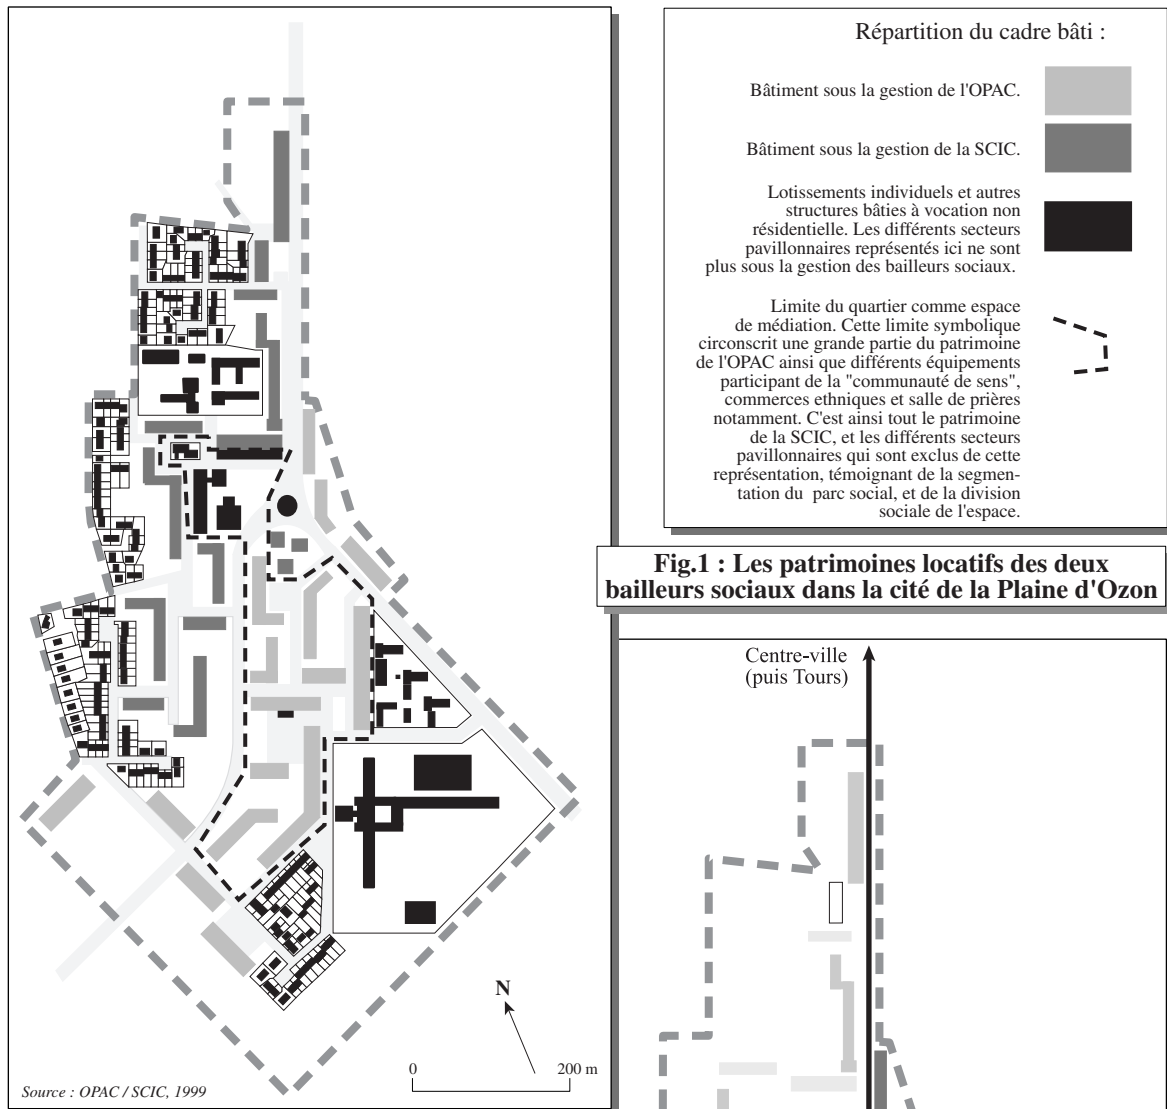 Répartition du cadre bâti :
Bâtiment sous la gestion de l'OPAC.
Bâtiment sous la gestion de la SCIC.
Lotissements individuels et autres
structures bâties à vocation non
résidentielle. Les différents secteurs
pavillonnaires représentés ici ne sont
plus sous la gestion des bailleurs sociaux.
Limite du quartier comme espace
de médiation. Cette limite symbolique
circonscrit une grande partie du patrimoine
de l'OPAC ainsi que différents équipements
participant de la "communauté de sens",
commerces ethniques et salle de prières
notamment. C'est ainsi tout le patrimoine
de la SCIC, et les différents secteurs
pavillonnaires qui sont exclus de cette
représentation, témoignant de la segmen-
tation du parc social, et de la division
sociale de l'espace.
Fig.1 : Les patrimoines locatifs des deux
bailleurs sociaux dans la cité de la Plaine d'Ozon
Centre-ville
(puis Tours)
N
0 200 m
Source : OPAC / SCIC, 1999